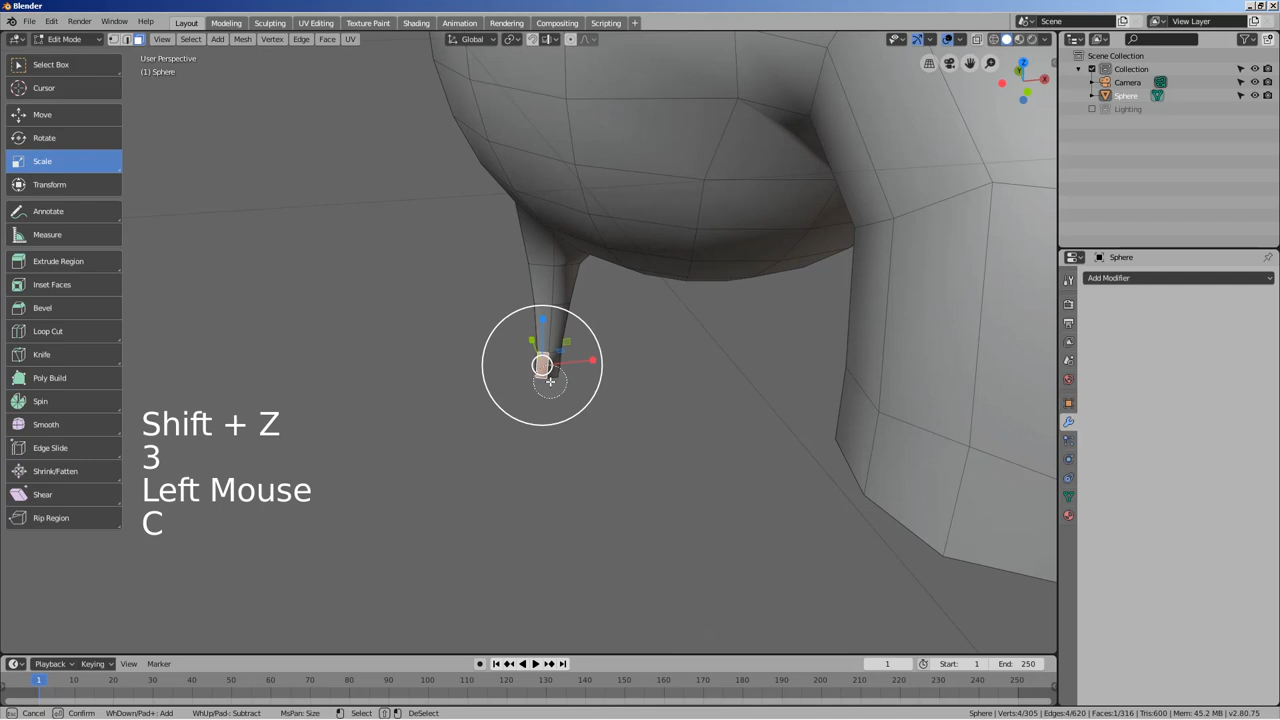 Blender
File Edit Render Window Help Layout Modeling Sculpting UV Editing Texture Paint Shading Animation Rendering Compositing Scripting + Scene View Layer
Edit Mode View Select Add Mesh Vertex Edge Face UV Global
User Perspective
(1) Sphere
Select Box
Cursor
Move
Rotate
Scale
Transform
Annotate
Measure
Extrude Region
Inset Faces
Bevel
Loop Cut
Knife
Poly Build
Spin
Smooth
Edge Slide
Shrink/Fatten
Shear
Rip Region
Shift + Z
3
Left Mouse
C
Z
X
Y
Scene Collection
Collection
Camera
Sphere
Lighting
Sphere
Add Modifier
Playback Keying View Marker 1 Start: 1 End: 250
1 10 20 30 40 50 60 70 80 90 100 110 120 130 140 150 160 170 180 190 200 210 220 230 240 250
Cancel Confirm WhDown/Pad+: Add WhUp/Pad-: Subtract MsPan: Size Select DeSelect Sphere | Verts:4/305 | Edges:4/620 | Faces:1/316 | Tris:600 | Mem: 45.2 MB | v2.80.75